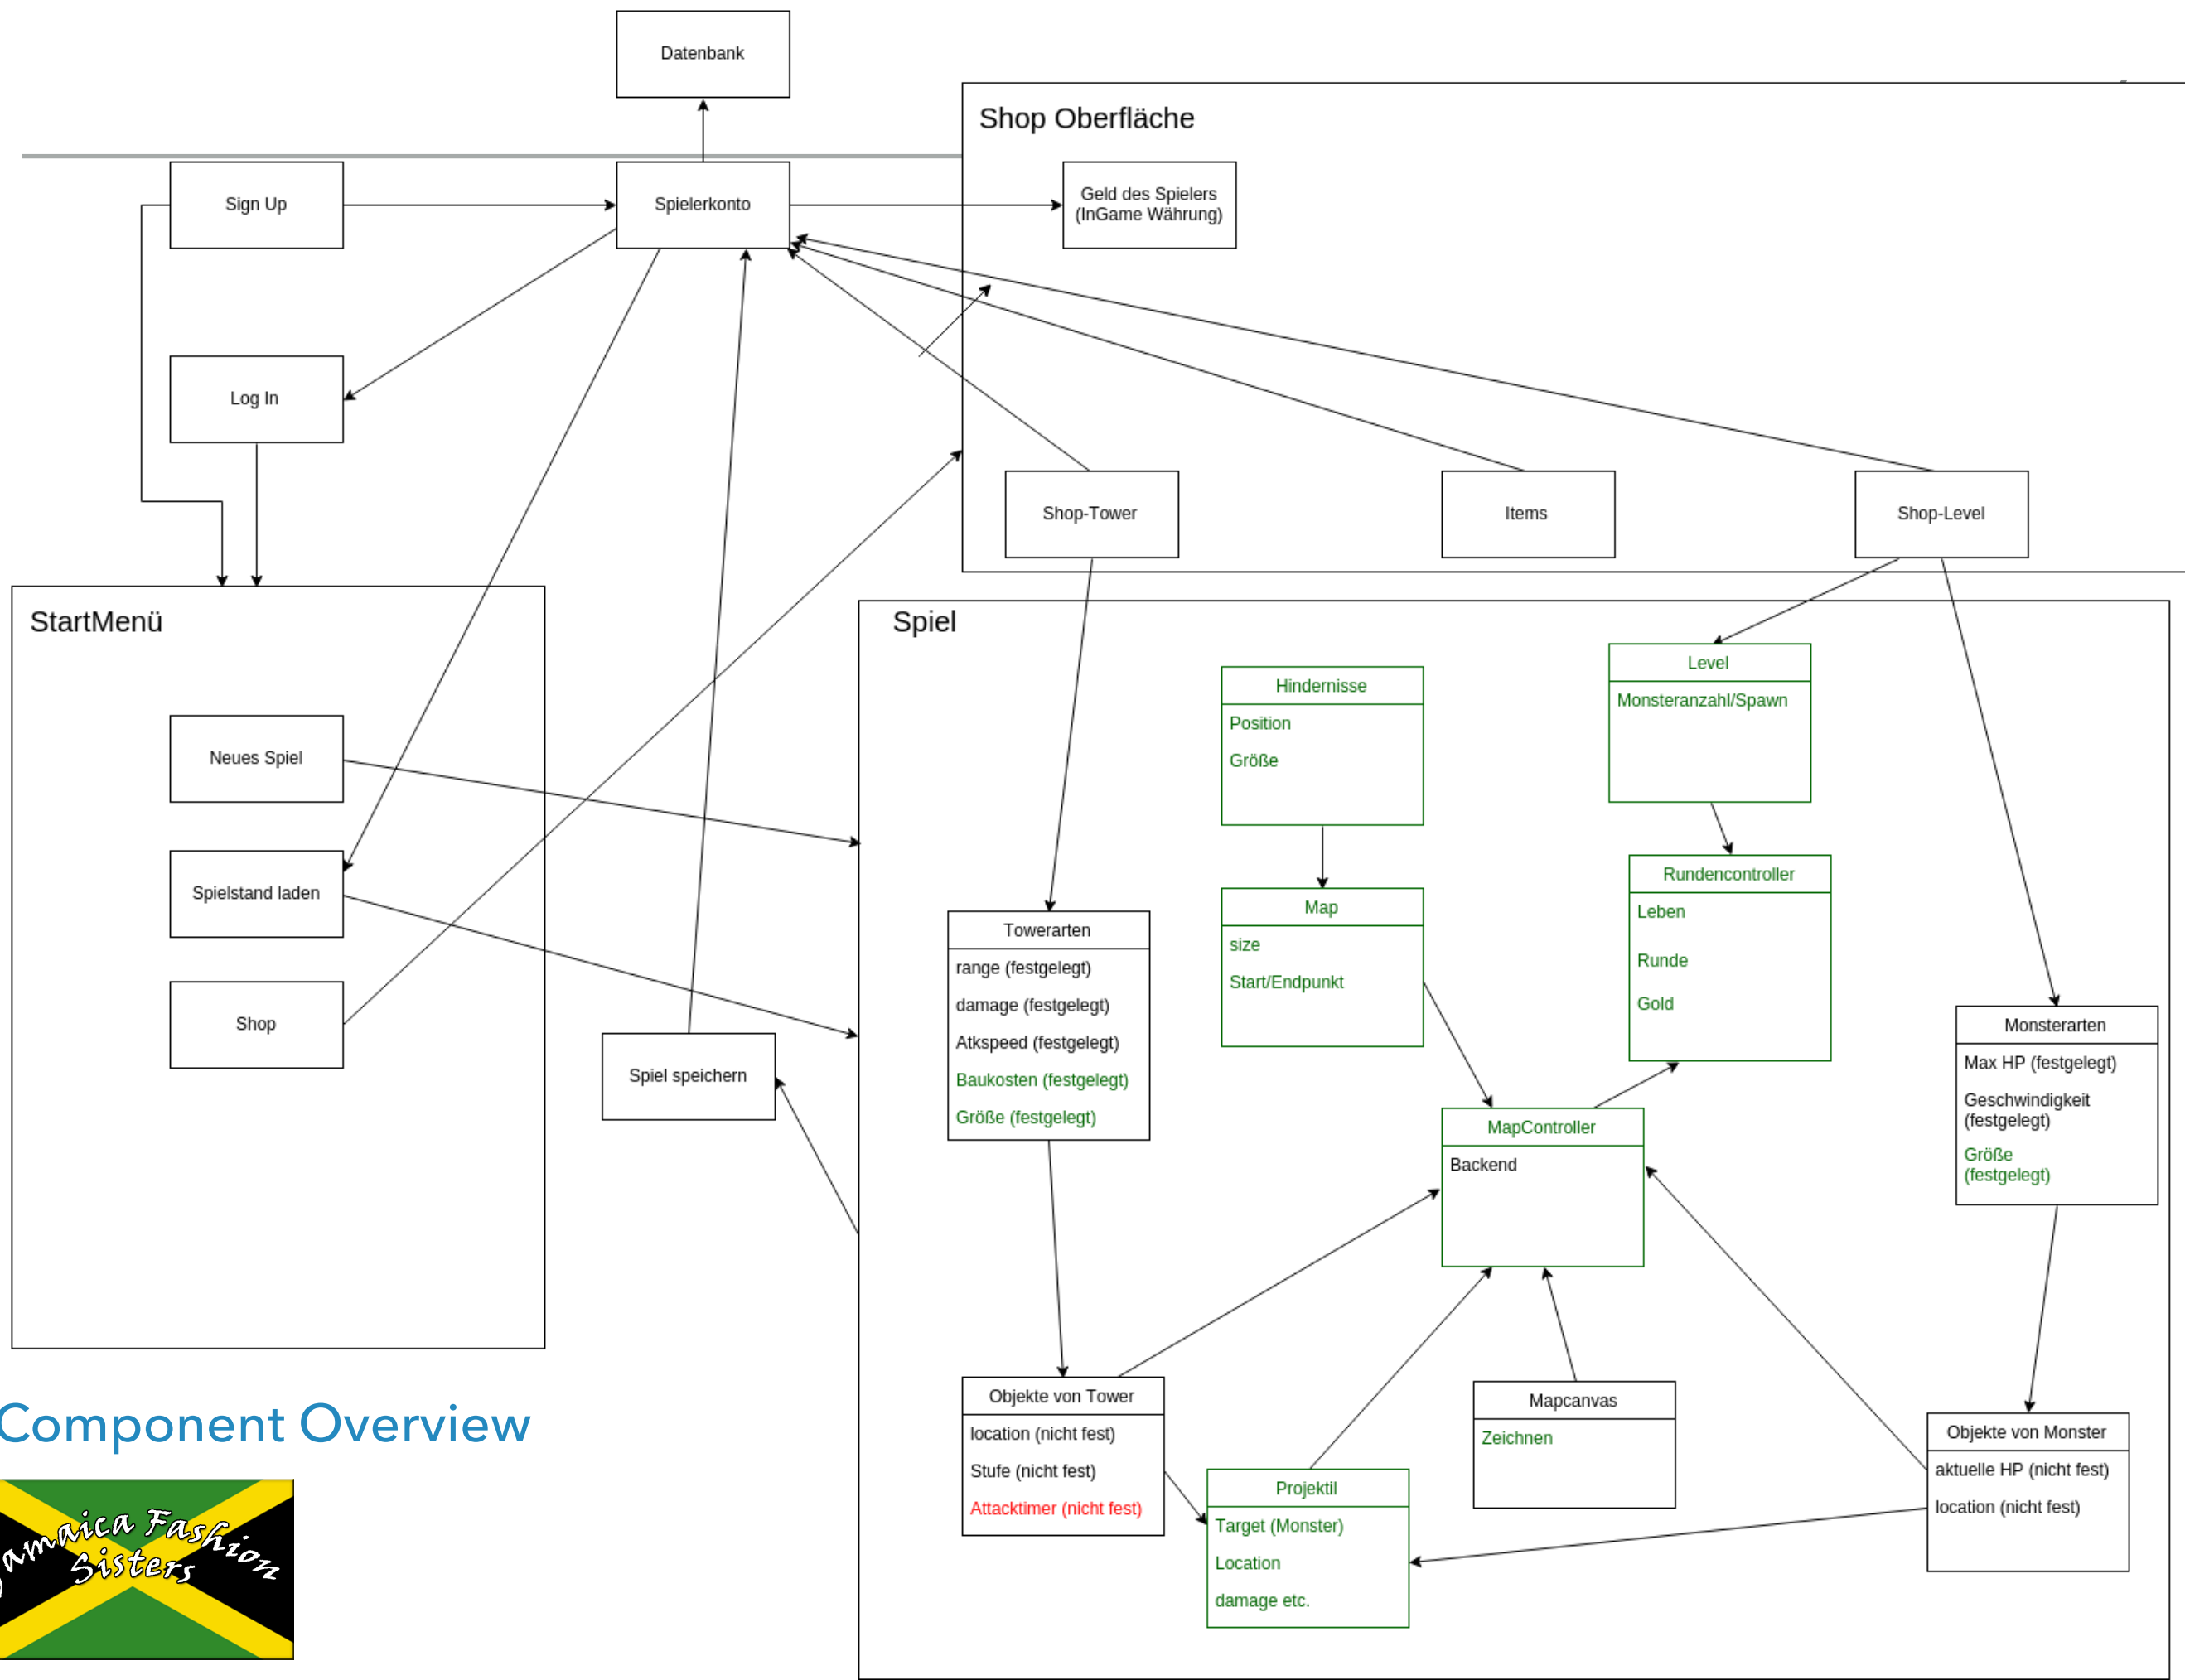 Datenbank
Shop Oberfläche
Sign Up
Spielerkonto
Geld des Spielers
(InGame Währung)
Log In
Shop-Tower
Items
Shop-Level
StartMenü
Neues Spiel
Spielstand laden
Shop
Spiel speichern
Spiel
Hindernisse
Position
Größe
Level
Monsteranzahl/Spawn
Map
size
Start/Endpunkt
Rundencontroller
Leben
Runde
Gold
Towerarten
range (festgelegt)
damage (festgelegt)
Atkspeed (festgelegt)
Baukosten (festgelegt)
Größe (festgelegt)
Monsterarten
Max HP (festgelegt)
Geschwindigkeit
(festgelegt)
Größe
(festgelegt)
MapController
Backend
Objekte von Tower
location (nicht fest)
Stufe (nicht fest)
Attacktimer (nicht fest)
Projektil
Target (Monster)
Location
damage etc.
Mapcanvas
Zeichnen
Objekte von Monster
aktuelle HP (nicht fest)
location (nicht fest)
Component Overview
Jamaica Fashion
Sisters